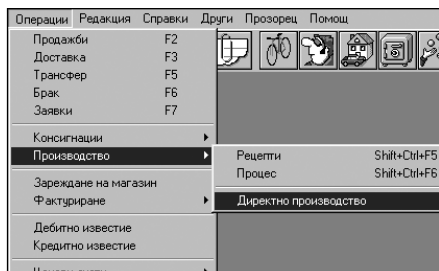 Операции Редакция Справки Други Прозорец Помощ
Продажби F2
Доставка F3
Трансфер F5
Брак F6
Заявки F7
Консигнации
Производство
Рецепти Shift+Ctrl+F5
Процес Shift+Ctrl+F6
Зареждане на магазин
Фактуриране
Директно производство
Дебитно известие
Кредитно известие